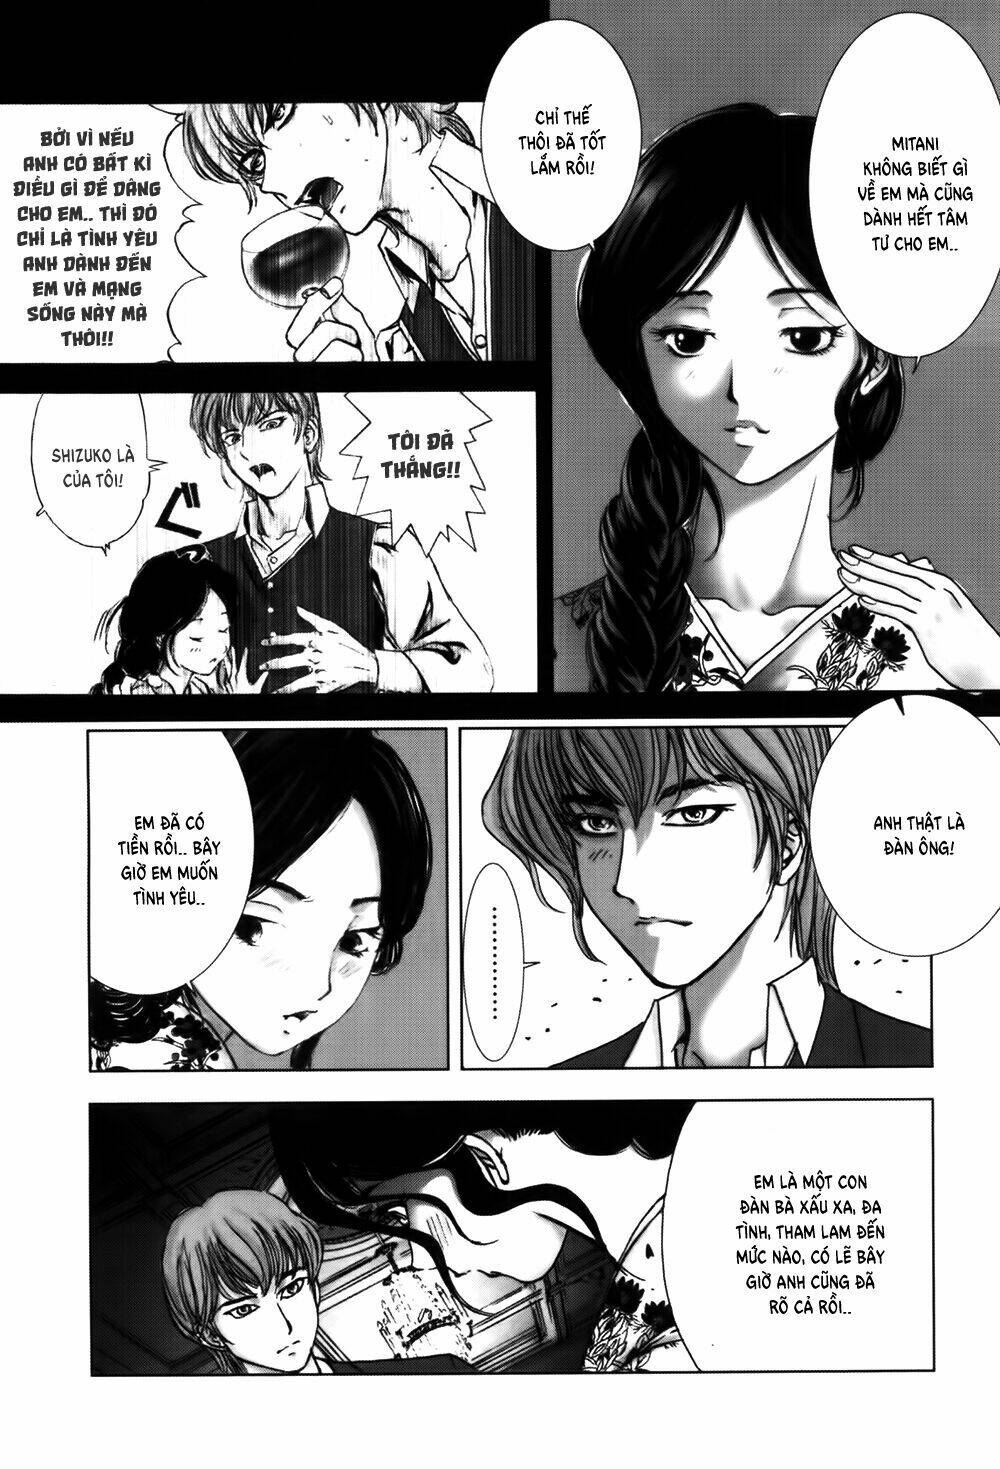 MITANI
KHÔNG BIẾT GÌ
VỀ EM MÀ CŨNG
DÀNH HẾT TÂM
TƯ CHO EM..
CHỈ THẾ
THÔI ĐÃ TỐT
LẮM RỒI!
BỞI VÌ NẾU
ANH CÓ BẤT KÌ
ĐIỀU GÌ ĐỂ DÂNG
CHO EM.. THÌ ĐÓ
CHỈ LÀ TÌNH YÊU
ANH DÀNH ĐẾN
EM VÀ MẠNG
SỐNG NÀY MÀ
THÔI!!
TÔI ĐÃ
THẮNG!!
SHIZUKO LÀ
CỦA TÔI!
ぐ
ANH THẬT LÀ
ĐÀN ÔNG!
..........
EM ĐÃ CÓ
TIỀN RỒI.. BÂY
GIỜ EM MUỐN
TÌNH YÊU..
EM LÀ MỘT CON
ĐÀN BÀ XẤU XA, ĐA
TÌNH, THAM LAM ĐẾN
MỨC NÀO, CÓ LẼ BÂY
GIỜ ANH CŨNG ĐÃ
RÕ CẢ RỒI..